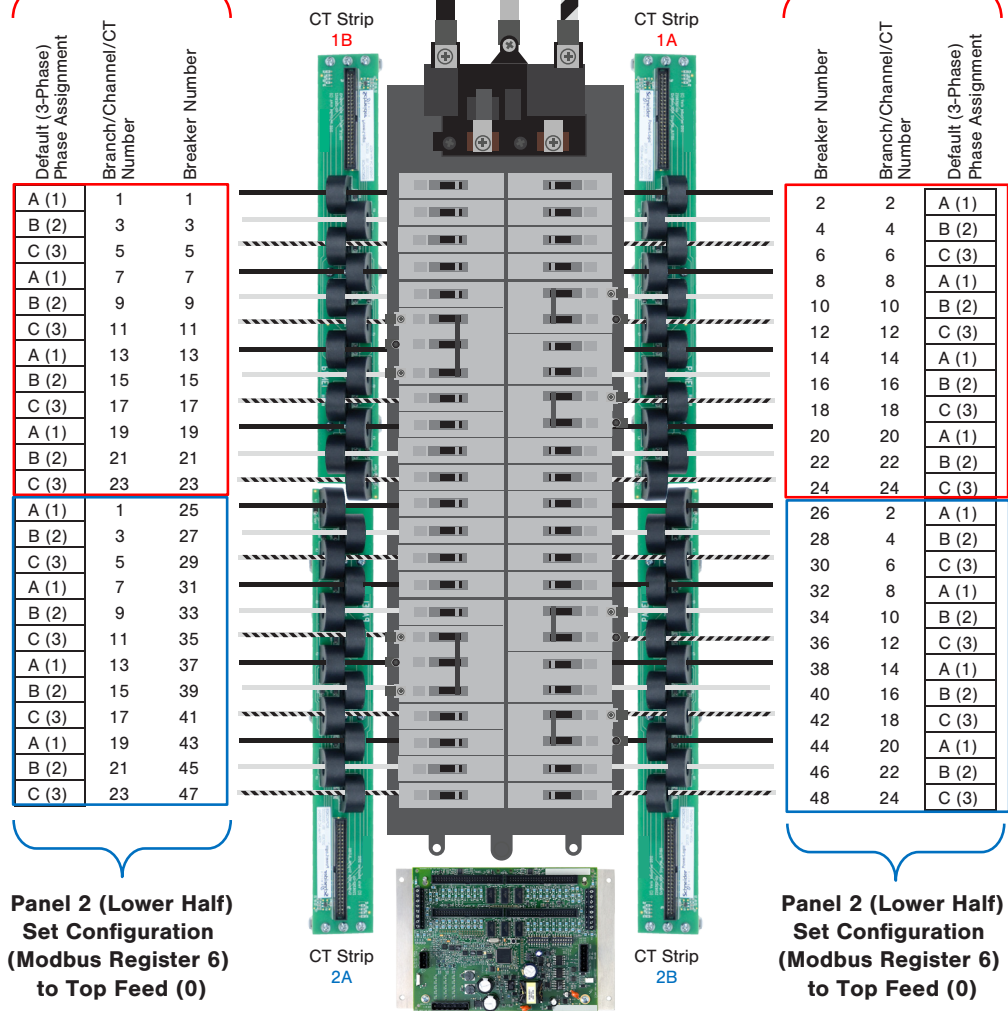 CT Strip
1B
CT Strip
1A
Default (3-Phase)
Phase Assignment
Branch/Channel/CT
Number
Breaker Number
A (1) 1 1
B (2) 3 3
C (3) 5 5
A (1) 7 7
B (2) 9 9
C (3) 11 11
A (1) 13 13
B (2) 15 15
C (3) 17 17
A (1) 19 19
B (2) 21 21
C (3) 23 23
A (1) 1 25
B (2) 3 27
C (3) 5 29
A (1) 7 31
B (2) 9 33
C (3) 11 35
A (1) 13 37
B (2) 15 39
C (3) 17 41
A (1) 19 43
B (2) 21 45
C (3) 23 47
Panel 2 (Lower Half)
Set Configuration
(Modbus Register 6)
to Top Feed (0)
Schneider
Schneider
CT Strip
2A
CT Strip
2B
Breaker Number
Branch/Channel/CT
Number
Default (3-Phase)
Phase Assignment
2 2 A (1)
4 4 B (2)
6 6 C (3)
8 8 A (1)
10 10 B (2)
12 12 C (3)
14 14 A (1)
16 16 B (2)
18 18 C (3)
20 20 A (1)
22 22 B (2)
24 24 C (3)
26 2 A (1)
28 4 B (2)
30 6 C (3)
32 8 A (1)
34 10 B (2)
36 12 C (3)
38 14 A (1)
40 16 B (2)
42 18 C (3)
44 20 A (1)
46 22 B (2)
48 24 C (3)
Panel 2 (Lower Half)
Set Configuration
(Modbus Register 6)
to Top Feed (0)